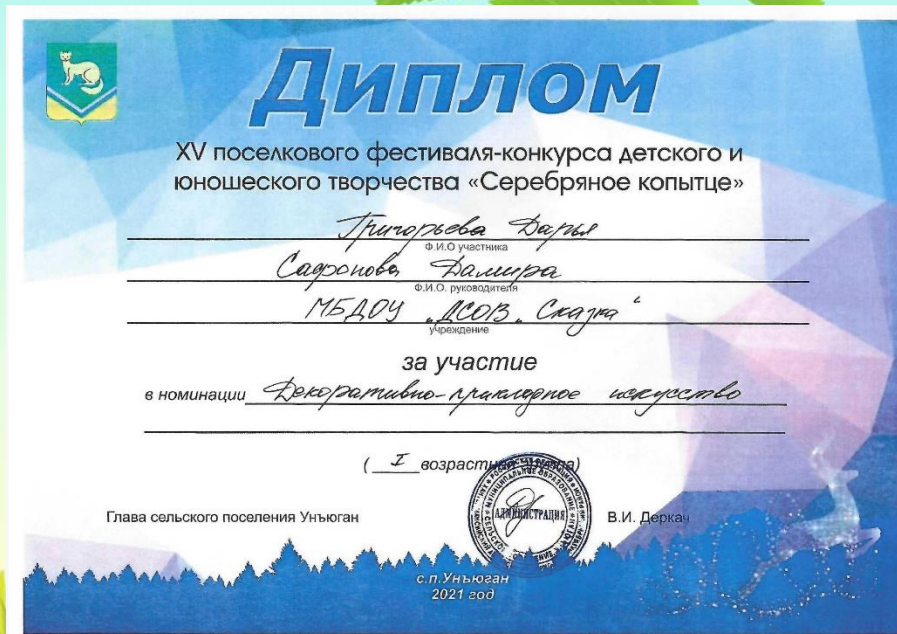 Диплом
XV поселкового фестиваля-конкурса детского и
юношеского творчества «Серебряное копытце»
Григорьева Дарья
Ф.И.О участника
Сафронова Дамира
Ф.И.О. руководителя
МБДОУ „ДСОВ „Сказка"
учреждение
за участие
в номинации Декоративно-прикладное искусство
( I возрастная группа)
Глава сельского поселения Унъюган
АДМИНИСТРАЦИЯ
В.И. Деркач
с.п.Унъюган
2021 год